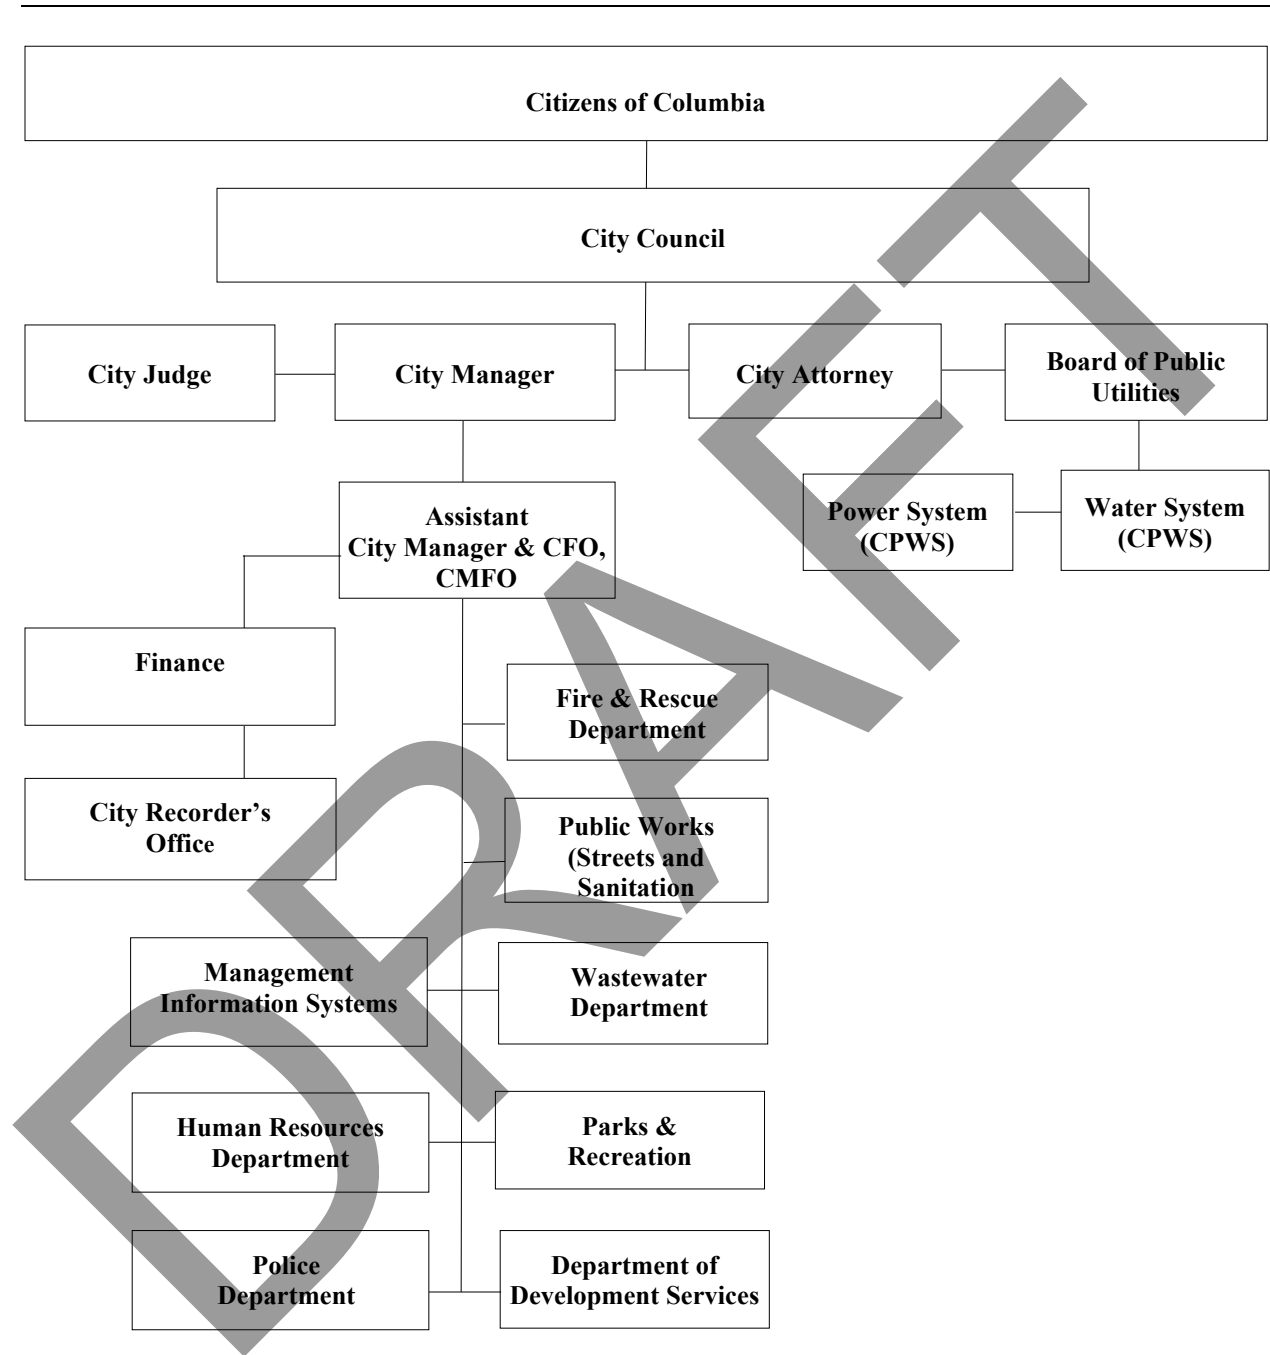 Citizens of Columbia
City Council
City Judge
City Manager
City Attorney
Board of Public
Utilities
Assistant
City Manager & CFO,
CMFO
Power System
(CPWS)
Water System
(CPWS)
Finance
Fire & Rescue
Department
City Recorder’s
Office
Public Works
(Streets and
Sanitation
Management
Information Systems
Wastewater
Department
Human Resources
Department
Parks &
Recreation
Police
Department
Department of
Development Services
DRAFT